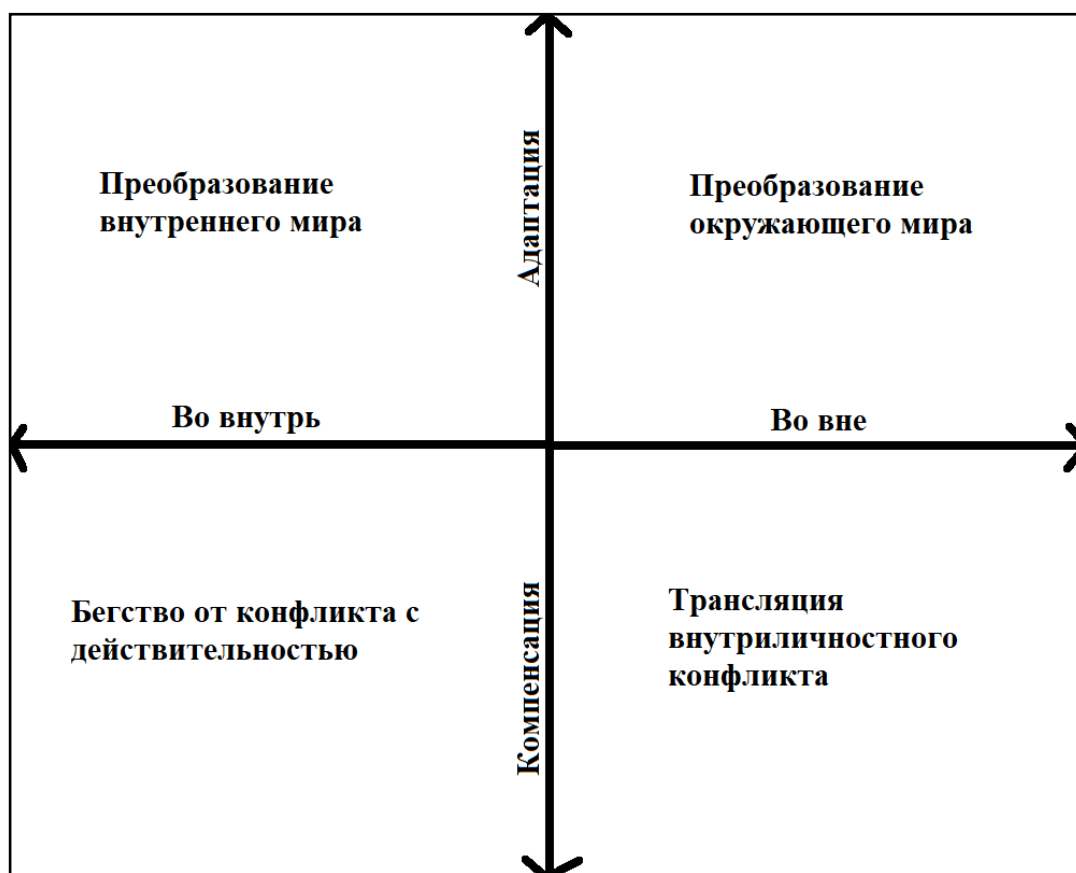 Преобразование
внутреннего мира
Адаптация
Преобразование
окружающего мира
Во внутрь
Во вне
Бегство от конфликта с
действительностью
Компенсация
Трансляция
внутриличностного
конфликта